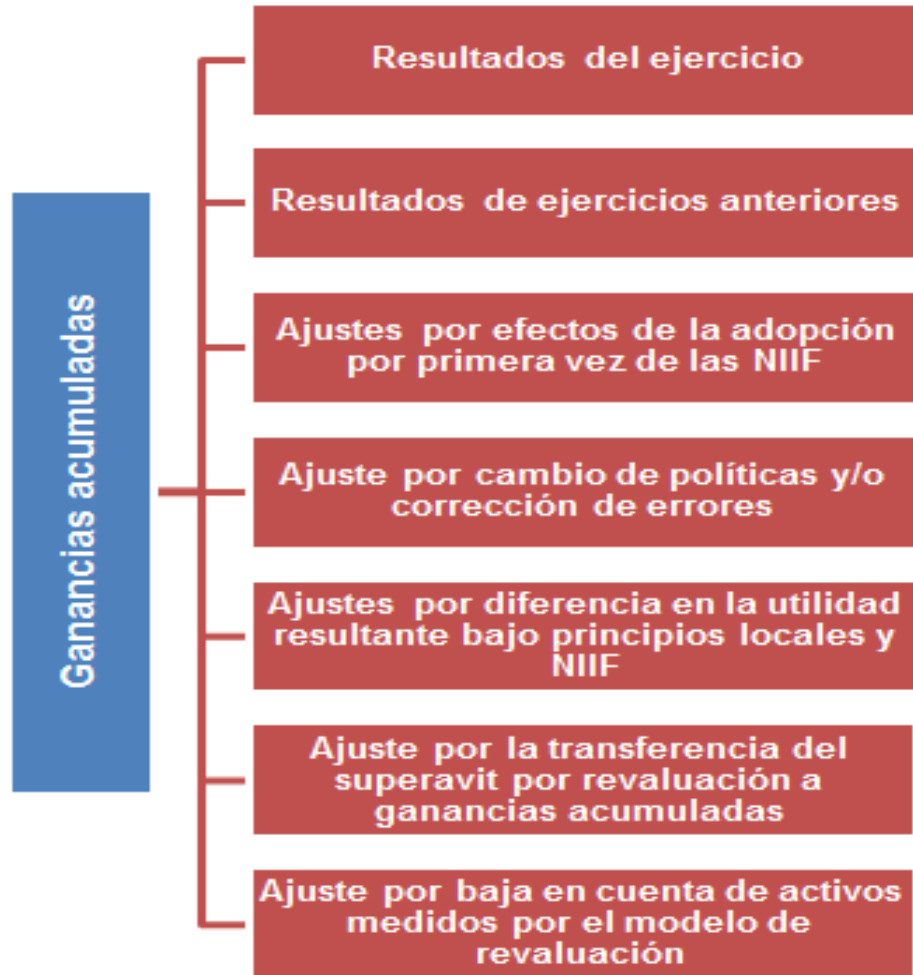 Ganancias acumuladas
Resultados del ejercicio
Resultados de ejercicios anteriores
Ajustes por efectos de la adopción
por primera vez de las NIIF
Ajuste por cambio de políticas y/o
corrección de errores
Ajustes por diferencia en la utilidad
resultante bajo principios locales y
NIIF
Ajuste por la transferencia del
superavit por revaluación a
ganancias acumuladas
Ajuste por baja en cuenta de activos
medidos por el modelo de
revaluación